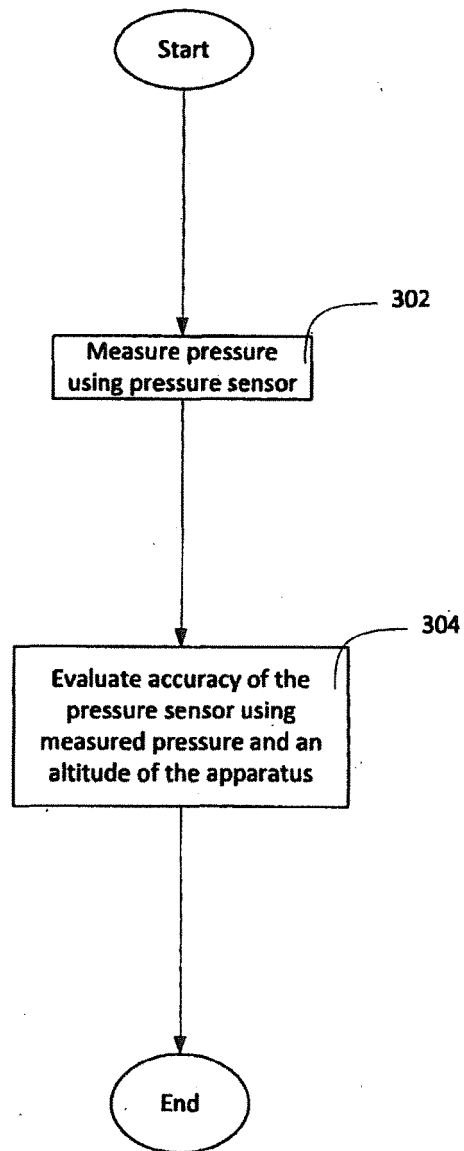 Start
302
Measure pressure
using pressure sensor
304
Evaluate accuracy of the
pressure sensor using
measured pressure and an
altitude of the apparatus
End